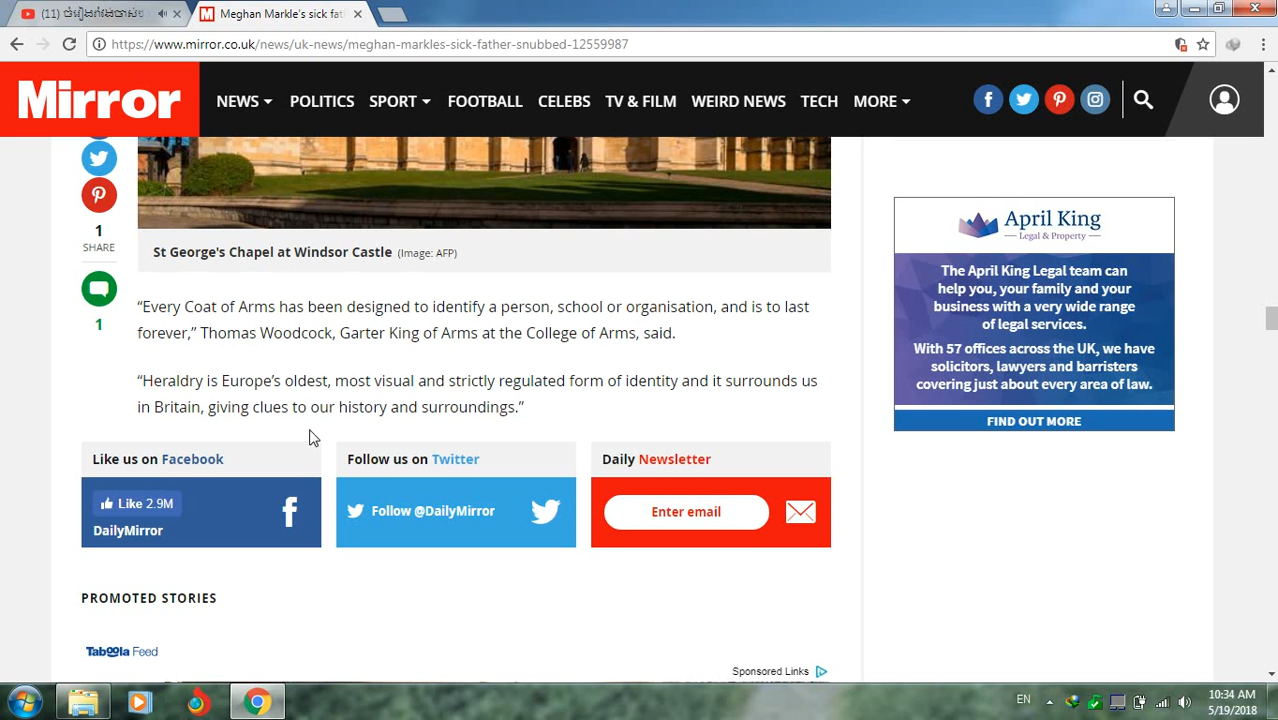 Meghan Markle's sick fat
https://www.mirror.co.uk/news/uk-news/meghan-markles-sick-father-snubbed-12559987
Mirror
NEWS POLITICS SPORT FOOTBALL CELEBS TV & FILM WEIRD NEWS TECH MORE
1
SHARE
1
St George's Chapel at Windsor Castle (Image: AFP)
“Every Coat of Arms has been designed to identify a person, school or organisation, and is to last
forever,” Thomas Woodcock, Garter King of Arms at the College of Arms, said.
“Heraldry is Europe’s oldest, most visual and strictly regulated form of identity and it surrounds us
in Britain, giving clues to our history and surroundings.”
April King
Legal & Property
The April King Legal team can
help you, your family and your
business with a very wide range
of legal services.
With 57 offices across the UK, we have
solicitors, lawyers and barristers
covering just about every area of law.
FIND OUT MORE
Like us on Facebook
Like 2.9M
DailyMirror
Follow us on Twitter
Follow @DailyMirror
Daily Newsletter
Enter email
PROMOTED STORIES
Taboola Feed
Sponsored Links
EN
10:34 AM
5/19/2018